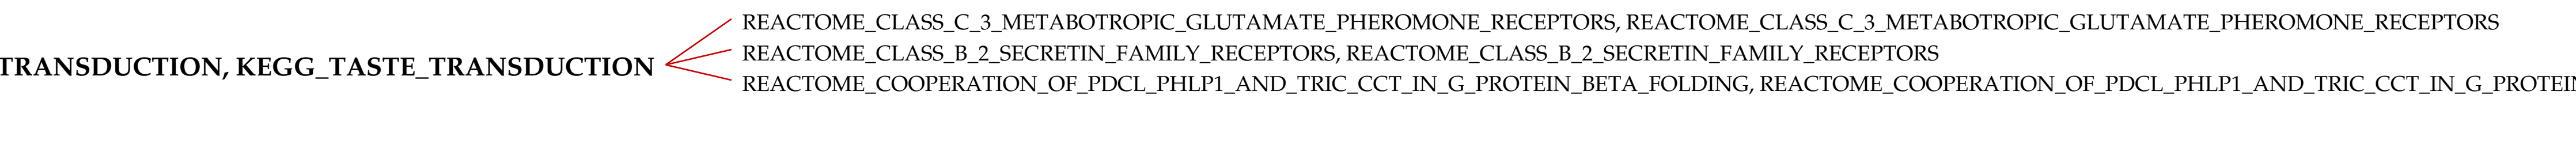 REACTOME_CLASS_C_3_METABOTROPIC_GLUTAMATE_PHEROMONE_RECEPTORS, REACTOME_CLASS_C_3_METABOTROPIC_GLUTAMATE_PHEROMONE_RECEPTORS
REACTOME_CLASS_B_2_SECRETIN_FAMILY_RECEPTORS, REACTOME_CLASS_B_2_SECRETIN_FAMILY_RECEPTORS
TRANSDUCTION, KEGG_TASTE_TRANSDUCTION
REACTOME_COOPERATION_OF_PDCL_PHLP1_AND_TRIC_CCT_IN_G_PROTEIN_BETA_FOLDING, REACTOME_COOPERATION_OF_PDCL_PHLP1_AND_TRIC_CCT_IN_G_PROTEIN